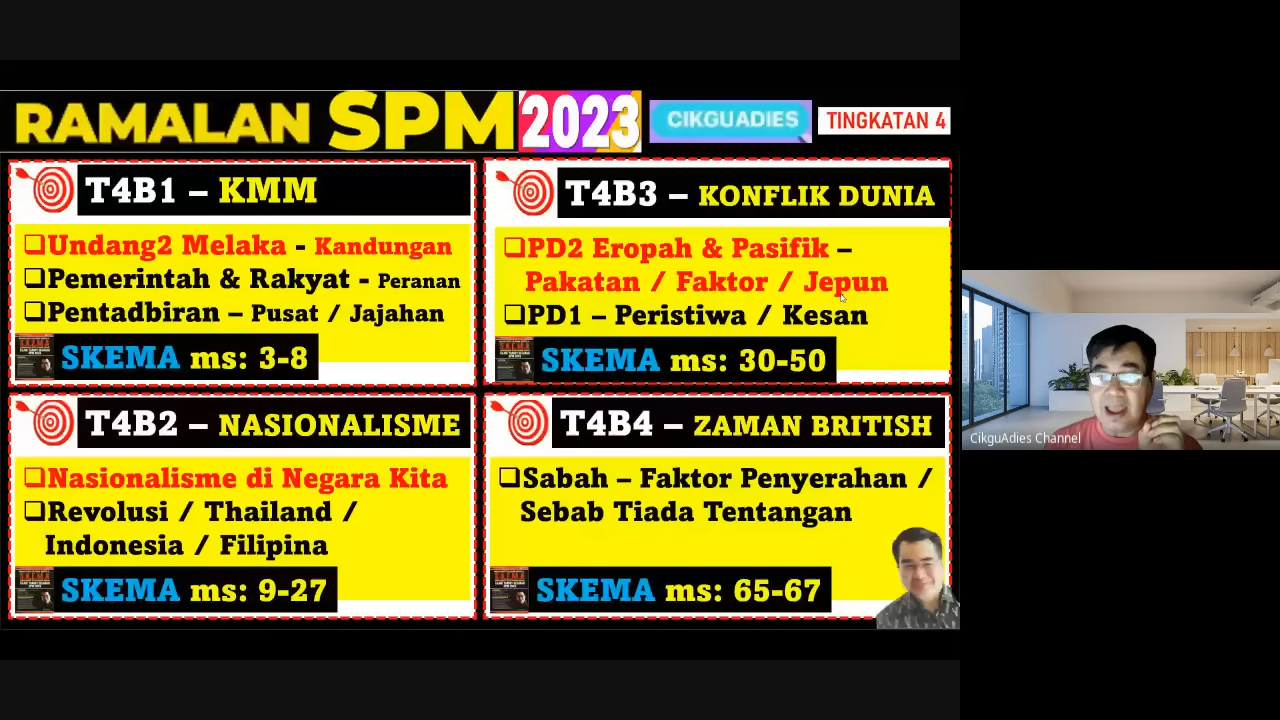 RAMALAN SPM 2023 CIKGUADIES TINGKATAN 4
T4B1 – KMM
❑Undang2 Melaka - Kandungan
❑Pemerintah & Rakyat - Peranan
❑Pentadbiran – Pusat / Jajahan
SKEMA ms: 3-8
T4B3 – KONFLIK DUNIA
❑PD2 Eropah & Pasifik –
Pakatan / Faktor / Jepun
❑PD1 – Peristiwa / Kesan
SKEMA ms: 30-50
T4B2 – NASIONALISME
❑Nasionalisme di Negara Kita
❑Revolusi / Thailand /
Indonesia / Filipina
SKEMA ms: 9-27
T4B4 – ZAMAN BRITISH
❑Sabah – Faktor Penyerahan /
Sebab Tiada Tentangan
SKEMA ms: 65-67
CikguAdies Channel